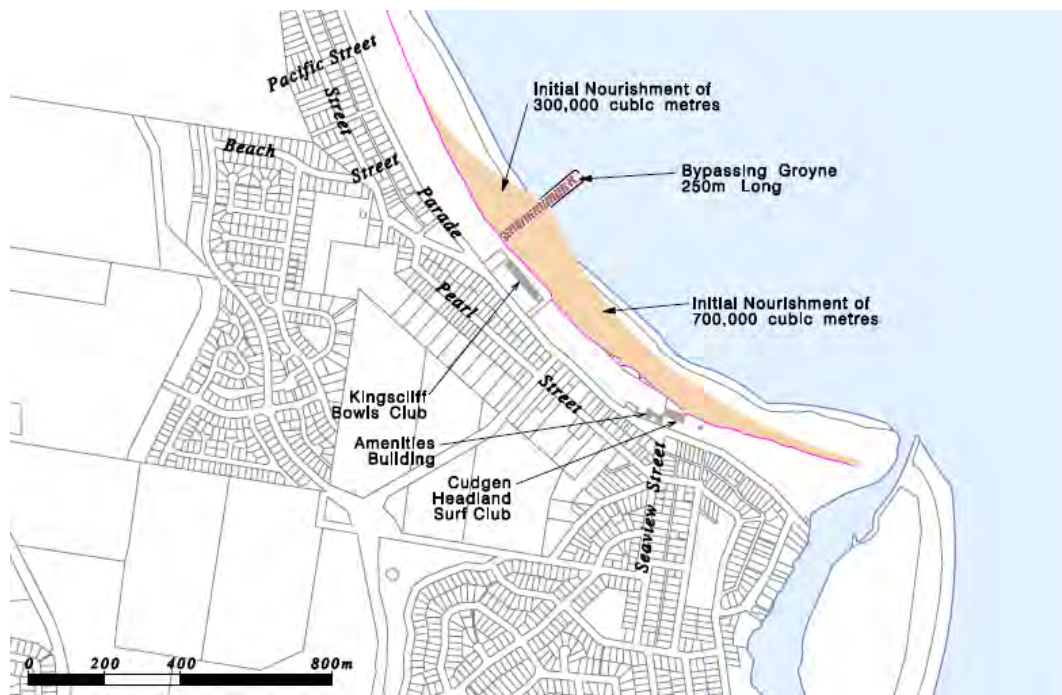 Pacific Street
Initial Nourishment of
300,000 cubic metres
Street
Beach
Street
Bypassing Groyne
250m Long
Parade
Pearl
Initial Nourishment of
700,000 cubic metres
Street
Kingscliff
Bowls Club
Amenities
Building
Cudgen
Headland
Surf Club
Seaview Street
0 200 400 800m